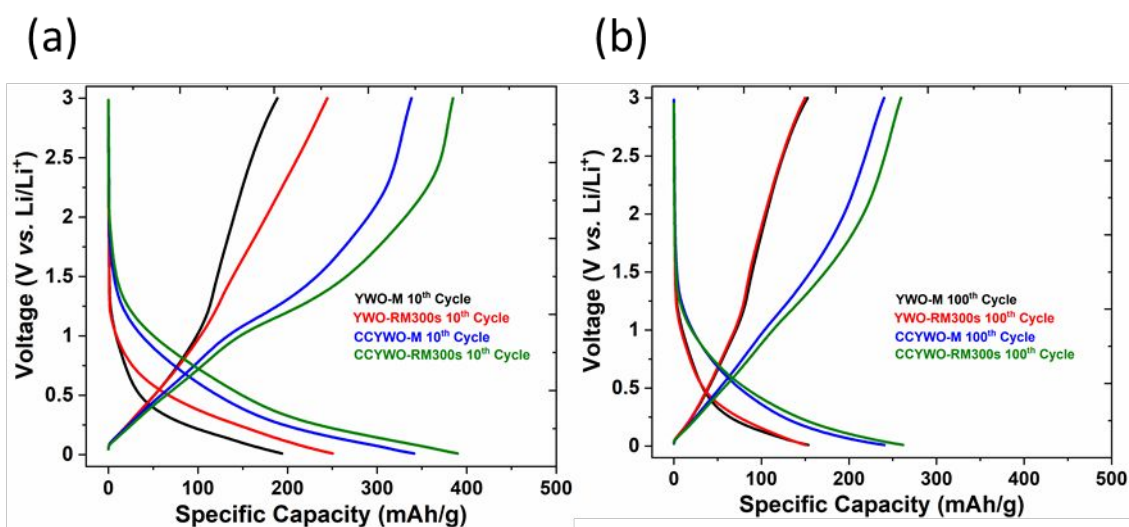 (a)
(b)
3
2.5
2
1.5
1
0.5
0
Voltage (V vs. Li/Li⁺)
YWO-M 10ᵗʰ Cycle
YWO-RM300s 10ᵗʰ Cycle
CCYWO-M 10ᵗʰ Cycle
CCYWO-RM300s 10ᵗʰ Cycle
0 100 200 300 400 500
Specific Capacity (mAh/g)
3
2.5
2
1.5
1
0.5
0
Voltage (V vs. Li/Li⁺)
YWO-M 100ᵗʰ Cycle
YWO-RM300s 100ᵗʰ Cycle
CCYWO-M 100ᵗʰ Cycle
CCYWO-RM300s 100ᵗʰ Cycle
0 100 200 300 400 500
Specific Capacity (mAh/g)